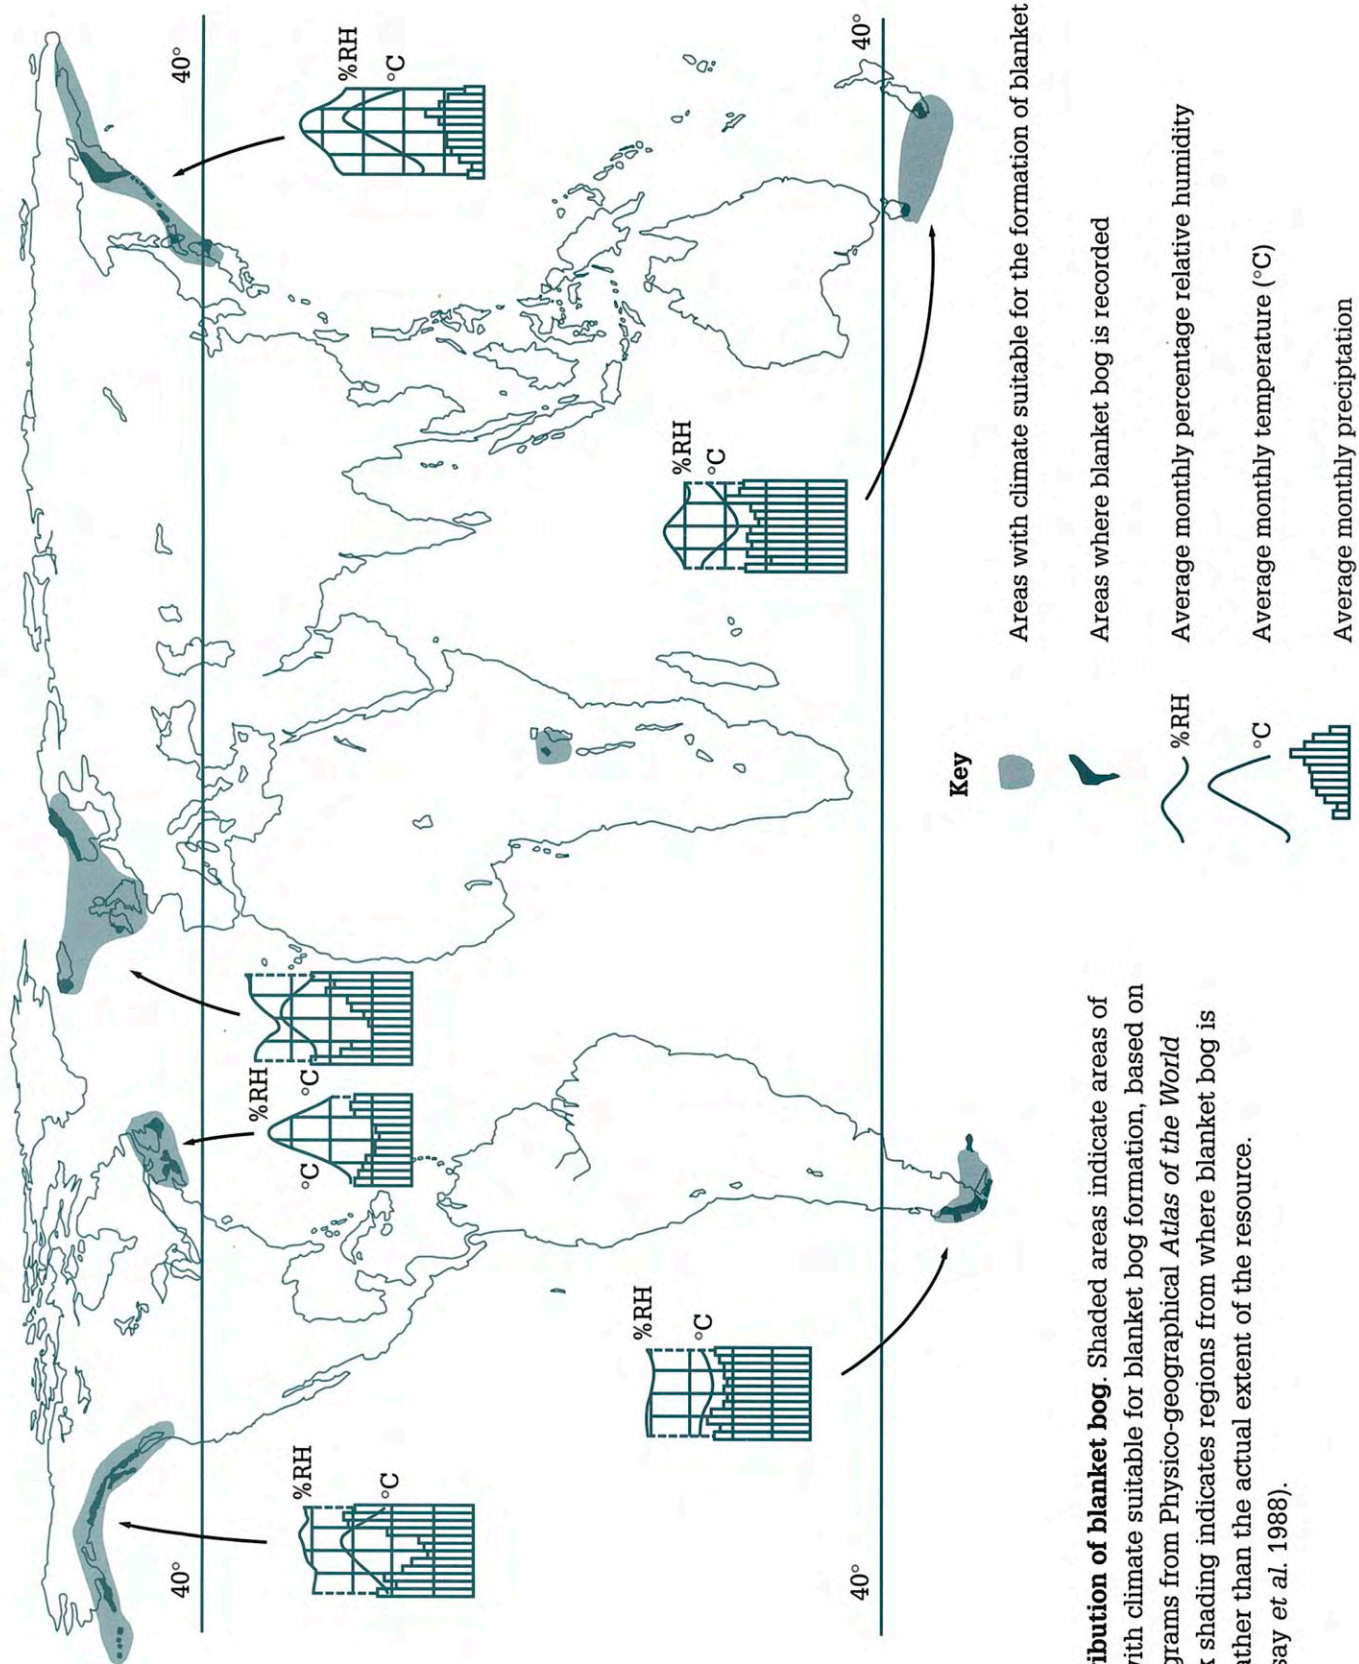 40°
40°
%RH
°C
%RH
°C
%RH
°C
%RH
°C
%RH
°C
%RH
°C
40°
40°
Key
Areas with climate suitable for the formation of blanket
Areas where blanket bog is recorded
%RH
Average monthly percentage relative humidity
°C
Average monthly temperature (°C)
Average monthly preciptation
ibution of blanket bog. Shaded areas indicate areas of
vith climate suitable for blanket bog formation, based on
grams from Physico-geographical Atlas of the World
k shading indicates regions from where blanket bog is
ather than the actual extent of the resource.
say et al. 1988).